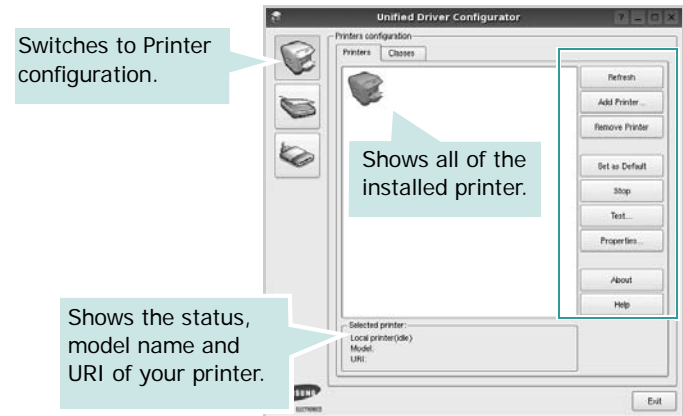 Unified Driver Configurator
Switches to Printer
configuration.
Printers configuration
Printers
Classes
Refresh
Add Printer...
Remove Printer
Set as Default
Stop
Test...
Properties...
About
Help
Shows all of the
installed printer.
Shows the status,
model name and
URI of your printer.
Selected printer:
Local printer(idle)
Model:
URI:
Exit